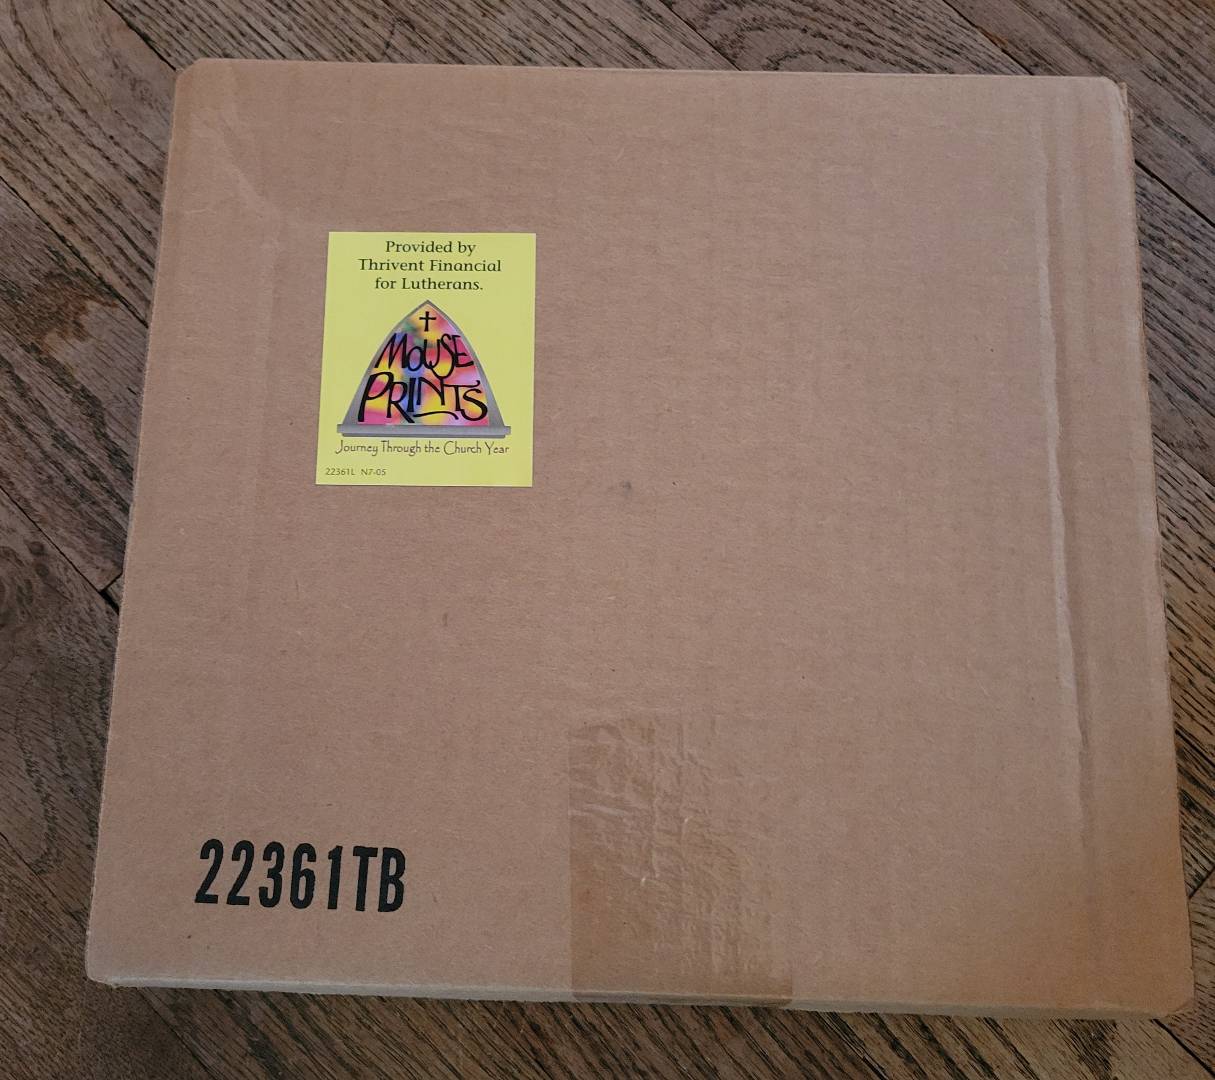 Provided by
Thrivent Financial
for Lutherans.
MOUSE
PRINTS
Journey Through the Church Year
22361L N7-05
22361TB